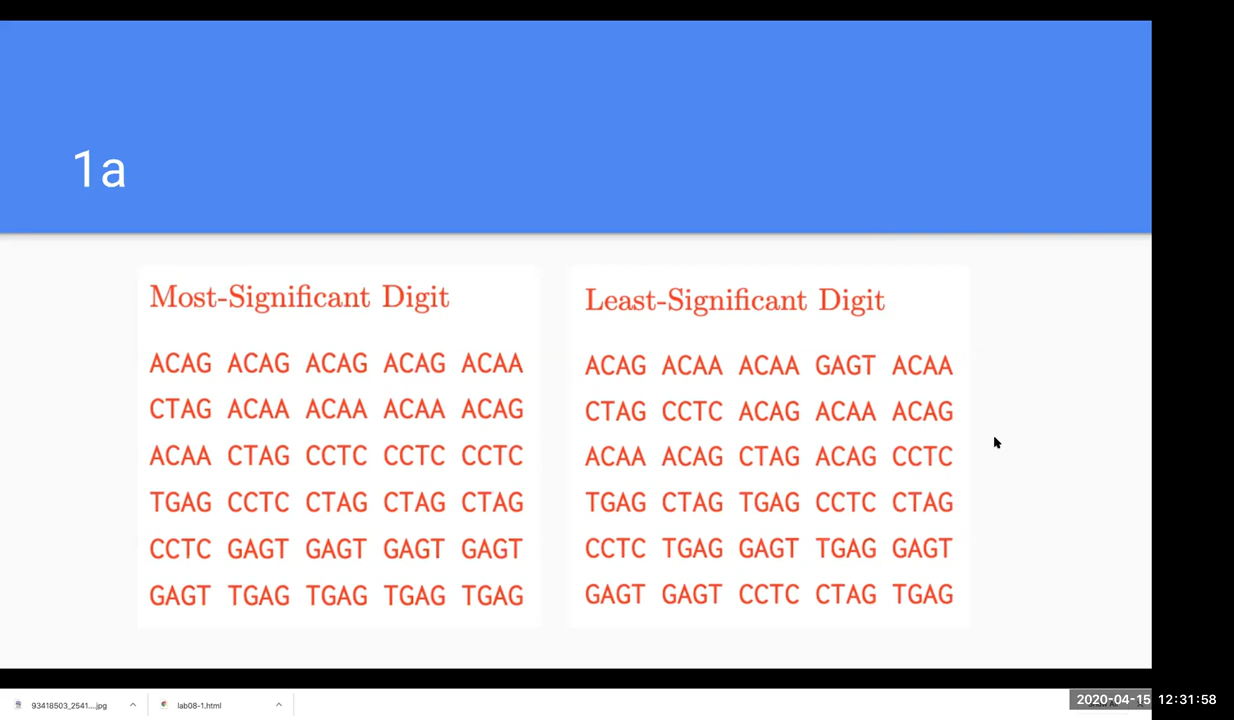 1a
Most-Significant Digit
ACAG ACAG ACAG ACAG ACAA
CTAG ACAA ACAA ACAA ACAG
ACAA CTAG CCTC CCTC CCTC
TGAG CCTC CTAG CTAG CTAG
CCTC GAGT GAGT GAGT GAGT
GAGT TGAG TGAG TGAG TGAG
Least-Significant Digit
ACAG ACAA ACAA GAGT ACAA
CTAG CCTC ACAG ACAA ACAG
ACAA ACAG CTAG ACAG CCTC
TGAG CTAG TGAG CCTC CTAG
CCTC TGAG GAGT TGAG GAGT
GAGT GAGT CCTC CTAG TGAG
93418503_2541....jpg
lab08-1.html
2020-04-15 12:31:58